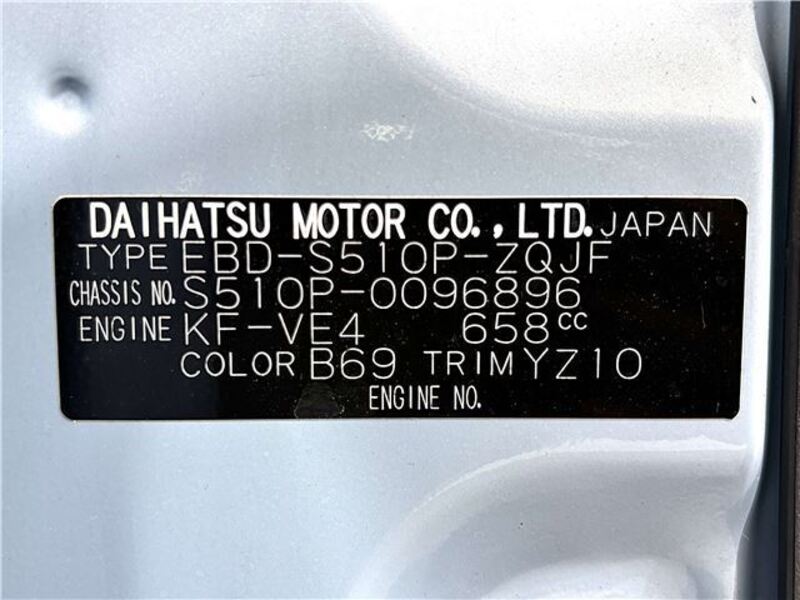 DAIHATSU MOTOR CO.,LTD. JAPAN
TYPE EBD-S510P-ZQJF
CHASSIS NO. S510P-0096896
ENGINE KF-VE4 658cc
COLOR B69 TRIM YZ10
ENGINE NO.